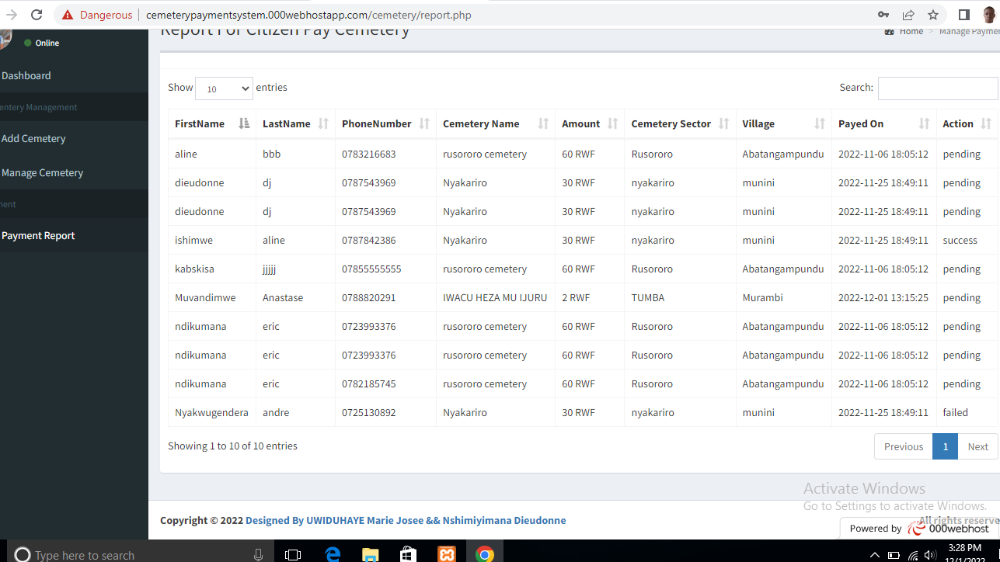 Dangerous cemeterypaymentsystem.000webhostapp.com/cemetery/report.php
Report For Citizen Pay Cemetery
Home > Manage Paymen
Online
Dashboard
entery Management
Add Cemetery
Manage Cemetery
ment
Payment Report
Show 10 entries
Search:
FirstName LastName PhoneNumber Cemetery Name Amount Cemetery Sector Village Payed On Action
aline bbb 0783216683 rusororo cemetery 60 RWF Rusororo Abatangampundu 2022-11-06 18:05:12 pending
dieudonne dj 0787543969 Nyakariro 30 RWF nyakariro munini 2022-11-25 18:49:11 pending
dieudonne dj 0787543969 Nyakariro 30 RWF nyakariro munini 2022-11-25 18:49:11 pending
ishimwe aline 0787842386 Nyakariro 30 RWF nyakariro munini 2022-11-25 18:49:11 success
kabskisa jjjjj 07855555555 rusororo cemetery 60 RWF Rusororo Abatangampundu 2022-11-06 18:05:12 pending
Muvandimwe Anastase 0788820291 IWACU HEZA MU IJURU 2 RWF TUMBA Murambi 2022-12-01 13:15:25 pending
ndikumana eric 0723993376 rusororo cemetery 60 RWF Rusororo Abatangampundu 2022-11-06 18:05:12 pending
ndikumana eric 0723993376 rusororo cemetery 60 RWF Rusororo Abatangampundu 2022-11-06 18:05:12 pending
ndikumana eric 0782185745 rusororo cemetery 60 RWF Rusororo Abatangampundu 2022-11-06 18:05:12 pending
Nyakwugendera andre 0725130892 Nyakariro 30 RWF nyakariro munini 2022-11-25 18:49:11 failed
Showing 1 to 10 of 10 entries
Previous 1 Next
Activate Windows
Go to Settings to activate Windows.
Copyright © 2022 Designed By UWIDUHAYE Marie Josee && Nshimiyimana Dieudonne
All rights reserve
Powered by 000webhost
Type here to search
3:28 PM